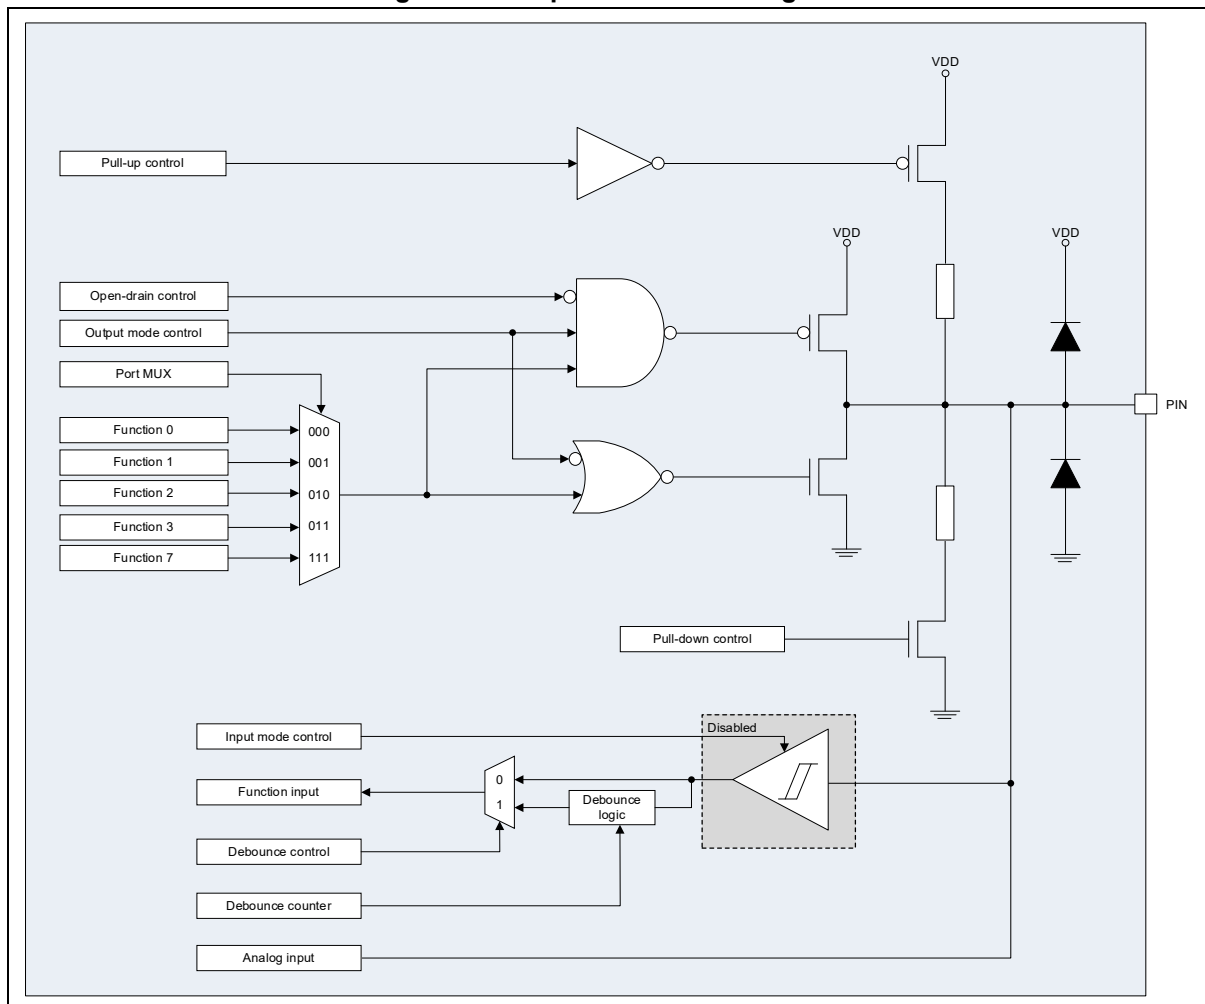 VDD
Pull-up control
VDD
VDD
Open-drain control
Output mode control
Port MUX
PIN
Function 0
000
Function 1
001
Function 2
010
Function 3
011
Function 7
111
Pull-down control
Disabled
Input mode control
Function input
0
1
Debounce
logic
Debounce control
Debounce counter
Analog input